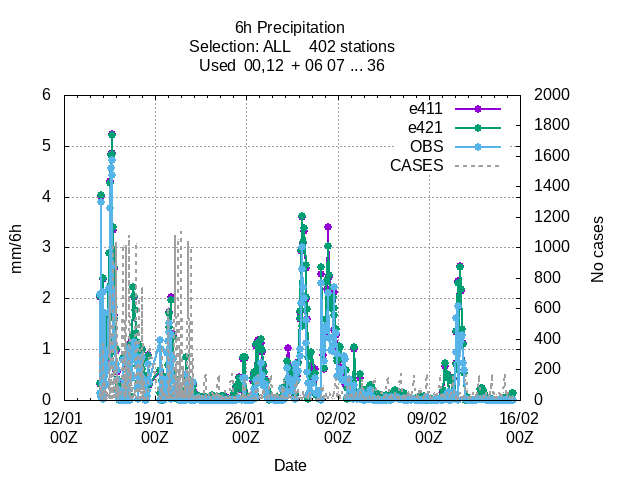 6h Precipitation
Selection: ALL 402 stations
Used 00,12 + 06 07 ... 36
6
5
4
3
2
1
0
mm/6h
2000
1800
1600
1400
1200
1000
800
600
400
200
0
No cases
e411
e421
OBS
CASES
12/01 19/01 26/01 02/02 09/02 16/02
00Z 00Z 00Z 00Z 00Z 00Z
Date